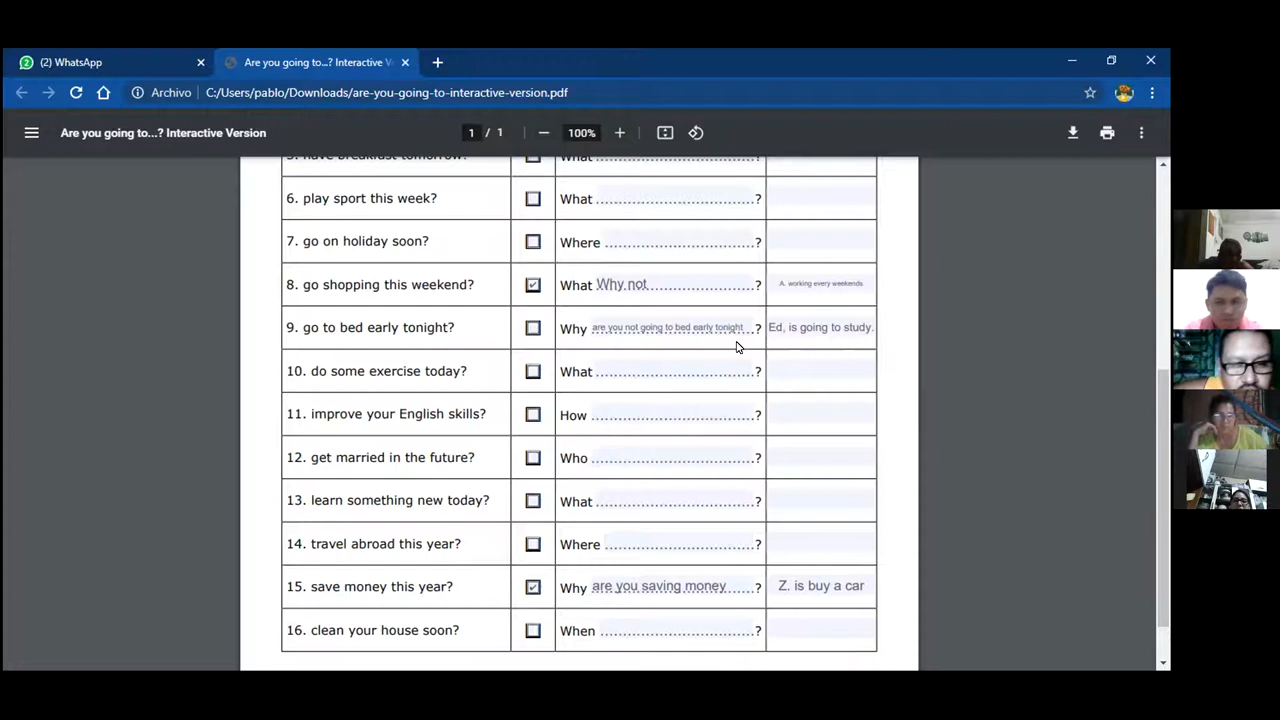 (2) WhatsApp
Are you going to...? Interactive V
Archivo C:/Users/pablo/Downloads/are-you-going-to-interactive-version.pdf
Are you going to...? Interactive Version
1 / 1
100%
5. have breakfast tomorrow? What ?
6. play sport this week? What ?
7. go on holiday soon? Where ?
8. go shopping this weekend? What Why not ? A. working every weekends
9. go to bed early tonight? Why are you not going to bed early tonight ? Ed, is going to study.
10. do some exercise today? What ?
11. improve your English skills? How ?
12. get married in the future? Who ?
13. learn something new today? What ?
14. travel abroad this year? Where ?
15. save money this year? Why are you saving money ? Z. is buy a car
16. clean your house soon? When ?